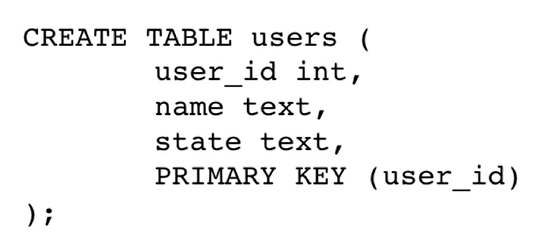 CREATE TABLE users (
user_id int,
name text,
state text,
PRIMARY KEY (user_id)
);